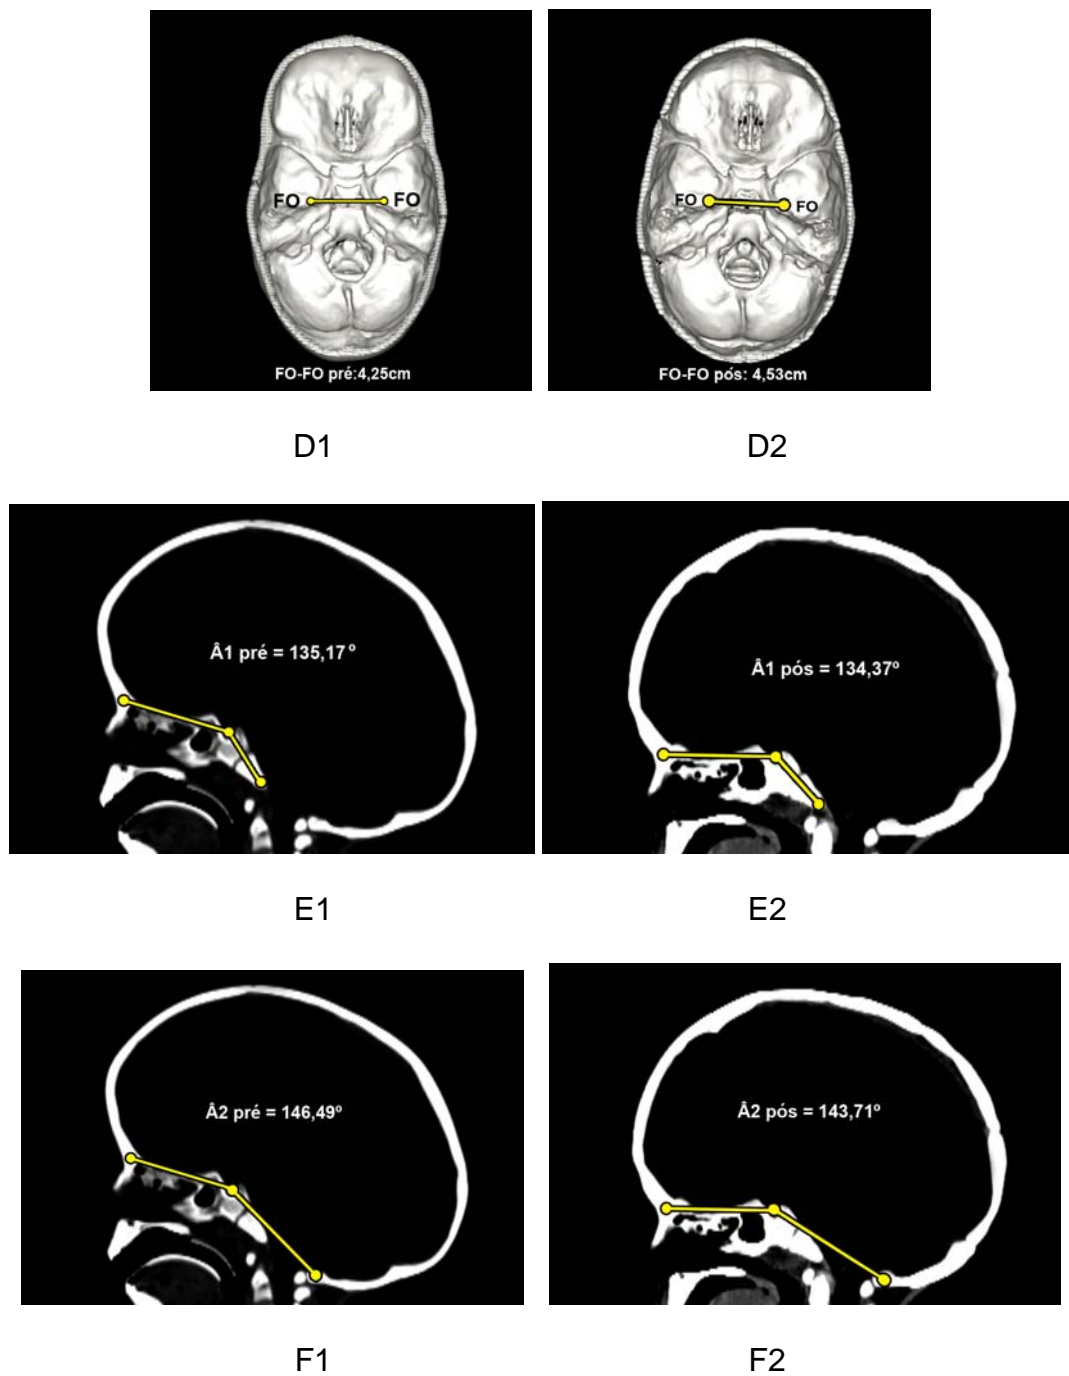 FO FO
FO FO
FO-FO pré:4,25cm
FO-FO pós: 4,53cm
D1
D2
Â1 pré = 135,17º
Â1 pós = 134,37º
E1
E2
Â2 pré = 146,49º
Â2 pós = 143,71º
F1
F2